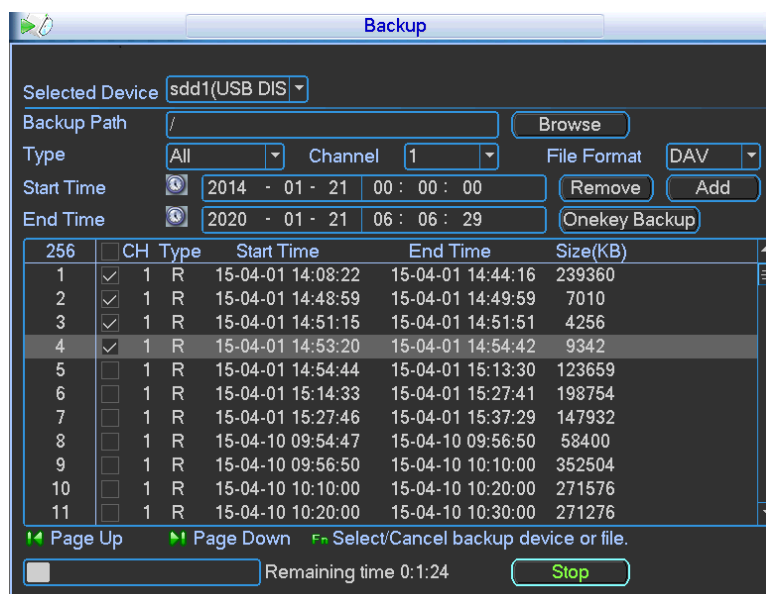 Backup
Selected Device sdd1(USB DIS
Backup Path / Browse
Type All Channel 1 File Format DAV
Start Time 2014 - 01 - 21 00 : 00 : 00 Remove Add
End Time 2020 - 01 - 21 06 : 06 : 29 Onekey Backup
256 CH Type Start Time End Time Size(KB)
1 1 R 15-04-01 14:08:22 15-04-01 14:44:16 239360
2 1 R 15-04-01 14:48:59 15-04-01 14:49:59 7010
3 1 R 15-04-01 14:51:15 15-04-01 14:51:51 4256
4 1 R 15-04-01 14:53:20 15-04-01 14:54:42 9342
5 1 R 15-04-01 14:54:44 15-04-01 15:13:30 123659
6 1 R 15-04-01 15:14:33 15-04-01 15:27:41 198754
7 1 R 15-04-01 15:27:46 15-04-01 15:37:29 147932
8 1 R 15-04-10 09:54:47 15-04-10 09:56:50 58400
9 1 R 15-04-10 09:56:50 15-04-10 10:10:00 352504
10 1 R 15-04-10 10:10:00 15-04-10 10:20:00 271576
11 1 R 15-04-10 10:20:00 15-04-10 10:30:00 271276
Page Up Page Down Fn Select/Cancel backup device or file.
Remaining time 0:1:24 Stop